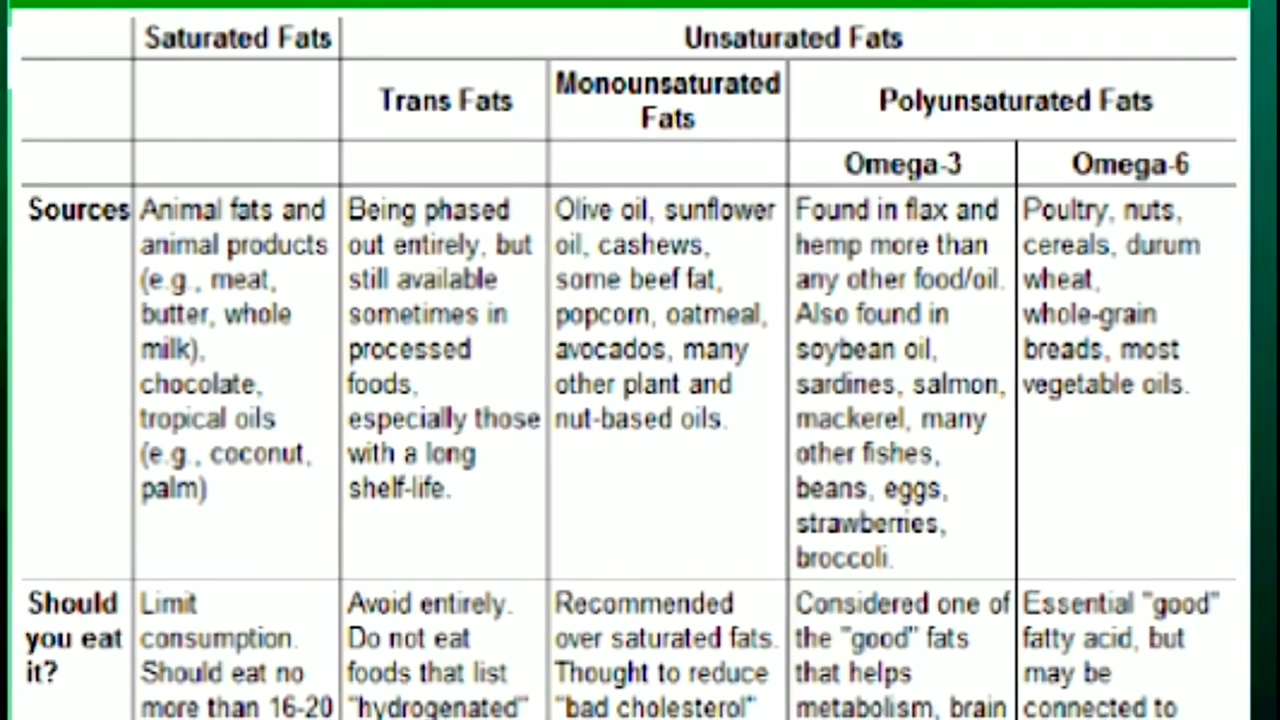 Saturated Fats
Unsaturated Fats
Trans Fats
Monounsaturated
Fats
Polyunsaturated Fats
Omega-3
Omega-6
Sources
Animal fats and
animal products
(e.g., meat,
butter, whole
milk),
chocolate,
tropical oils
(e.g., coconut,
palm)
Being phased
out entirely, but
still available
sometimes in
processed
foods,
especially those
with a long
shelf-life.
Olive oil, sunflower
oil, cashews,
some beef fat,
popcorn, oatmeal,
avocados, many
other plant and
nut-based oils.
Found in flax and
hemp more than
any other food/oil.
Also found in
soybean oil,
sardines, salmon,
mackerel, many
other fishes,
beans, eggs,
strawberries,
broccoli.
Poultry, nuts,
cereals, durum
wheat,
whole-grain
breads, most
vegetable oils.
Should
you eat
it?
Limit
consumption.
Should eat no
more than 16-20
Avoid entirely.
Do not eat
foods that list
"hydrogenated"
Recommended
over saturated fats.
Thought to reduce
"bad cholesterol"
Considered one of
the "good" fats
that helps
metabolism, brain
Essential "good"
fatty acid, but
may be
connected to